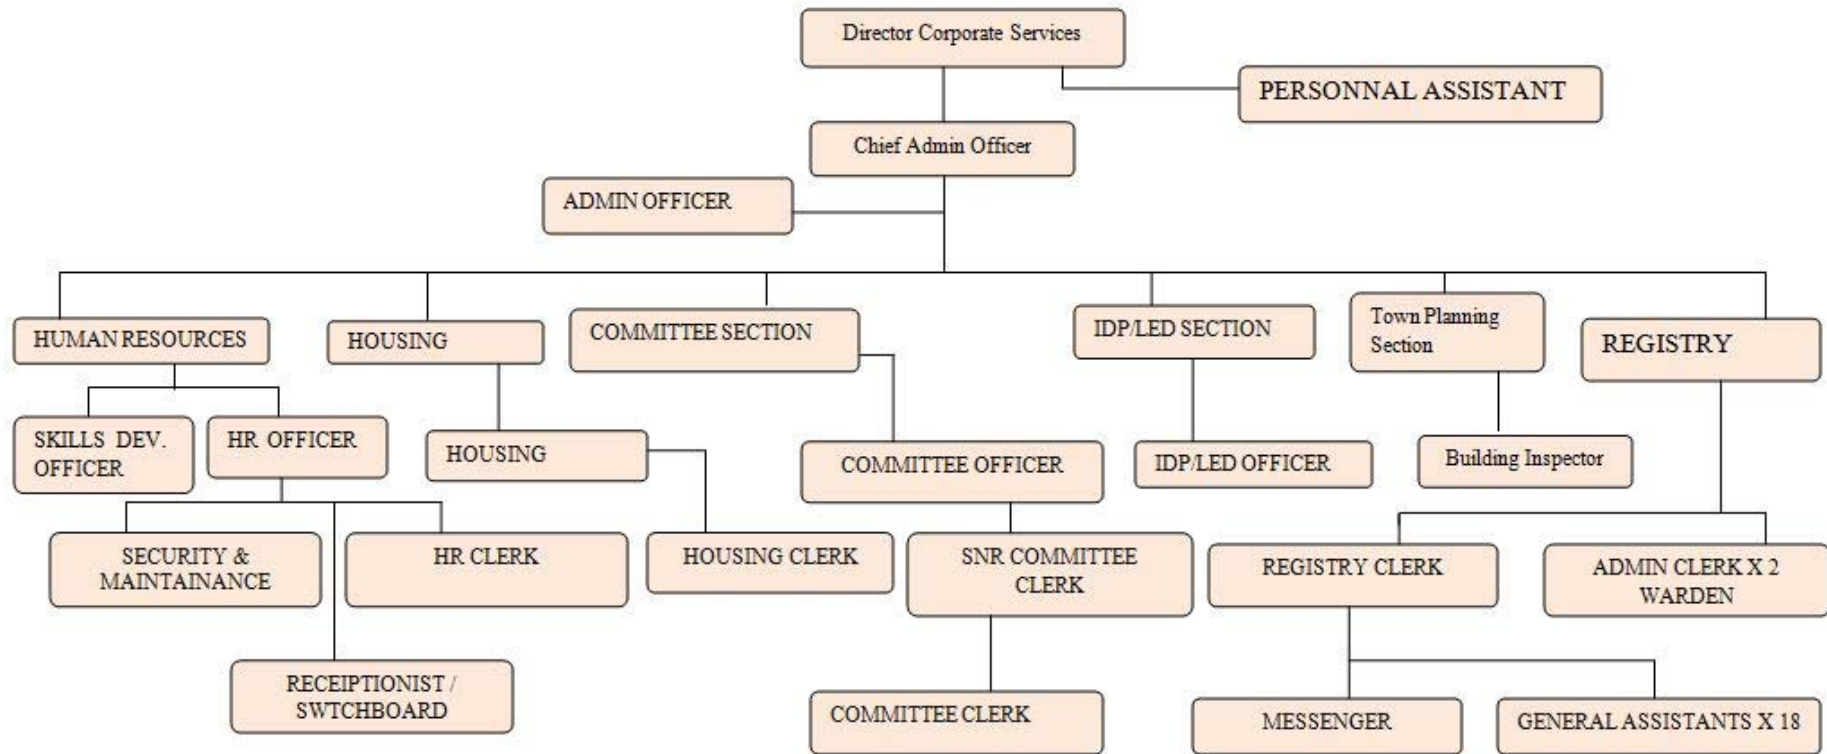 Director Corporate Services
PERSONNAL ASSISTANT
Chief Admin Officer
ADMIN OFFICER
HUMAN RESOURCES
HOUSING
COMMITTEE SECTION
IDP/LED SECTION
Town Planning
Section
REGISTRY
SKILLS DEV.
OFFICER
HR OFFICER
HOUSING
COMMITTEE OFFICER
IDP/LED OFFICER
Building Inspector
SECURITY &
MAINTAINANCE
HR CLERK
HOUSING CLERK
SNR COMMITTEE
CLERK
REGISTRY CLERK
ADMIN CLERK X 2
WARDEN
RECEIPTIONIST /
SWTCHBOARD
COMMITTEE CLERK
MESSENGER
GENERAL ASSISTANTS X 18